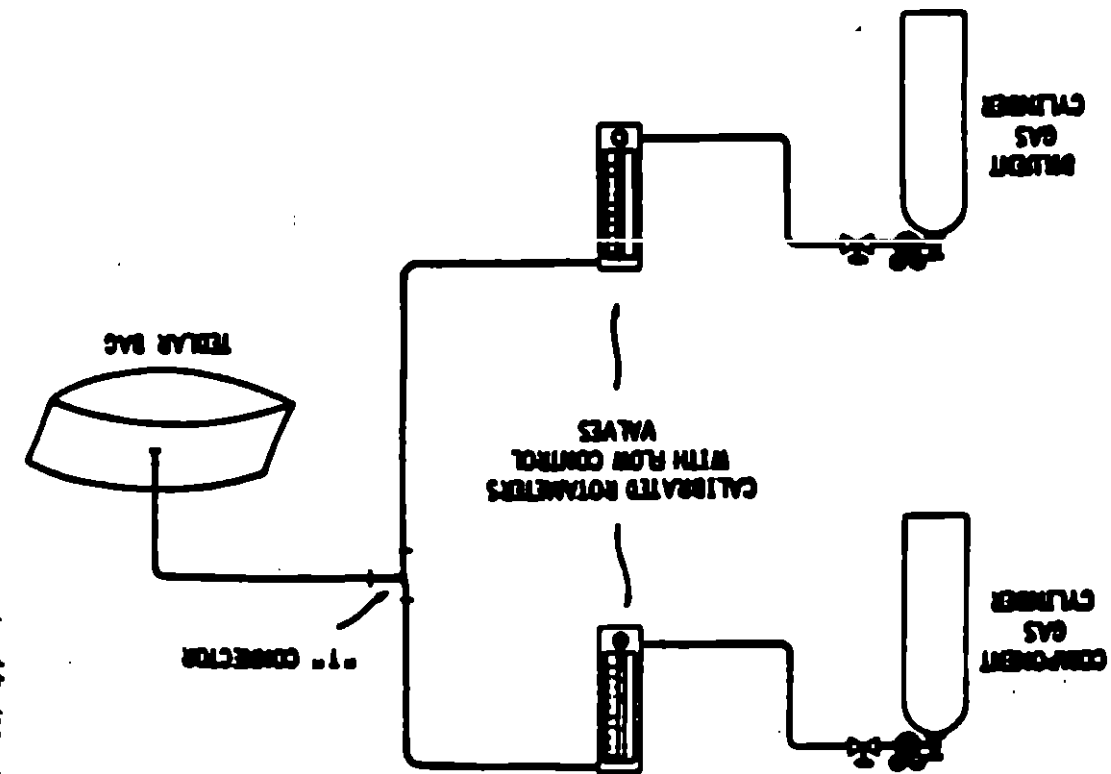 COMPONENT
GAS
CYLINDER
"T" CONNECTOR
CALIBRATED ROTAMETERS
WITH FLOW CONTROL
VALVES
TEDLAR BAG
DILUENT
GAS
CYLINDER